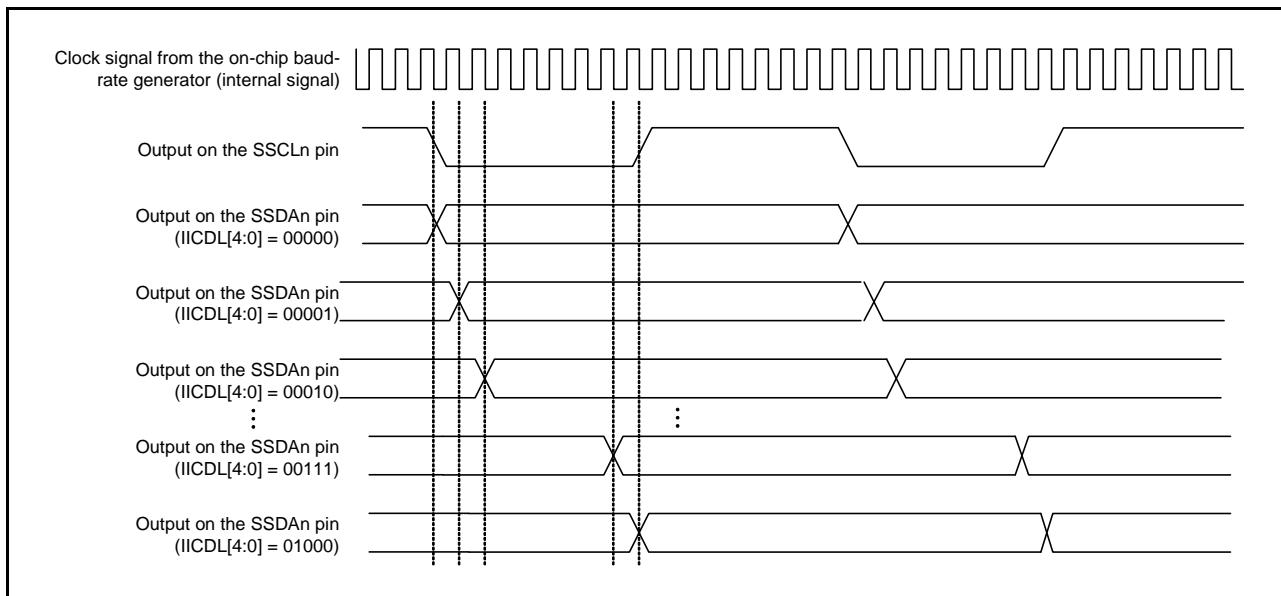 Clock signal from the on-chip baud-
rate generator (internal signal)
Output on the SSCLn pin
Output on the SSDAn pin
(IICDL[4:0] = 00000)
Output on the SSDAn pin
(IICDL[4:0] = 00001)
Output on the SSDAn pin
(IICDL[4:0] = 00010)
Output on the SSDAn pin
(IICDL[4:0] = 00111)
Output on the SSDAn pin
(IICDL[4:0] = 01000)